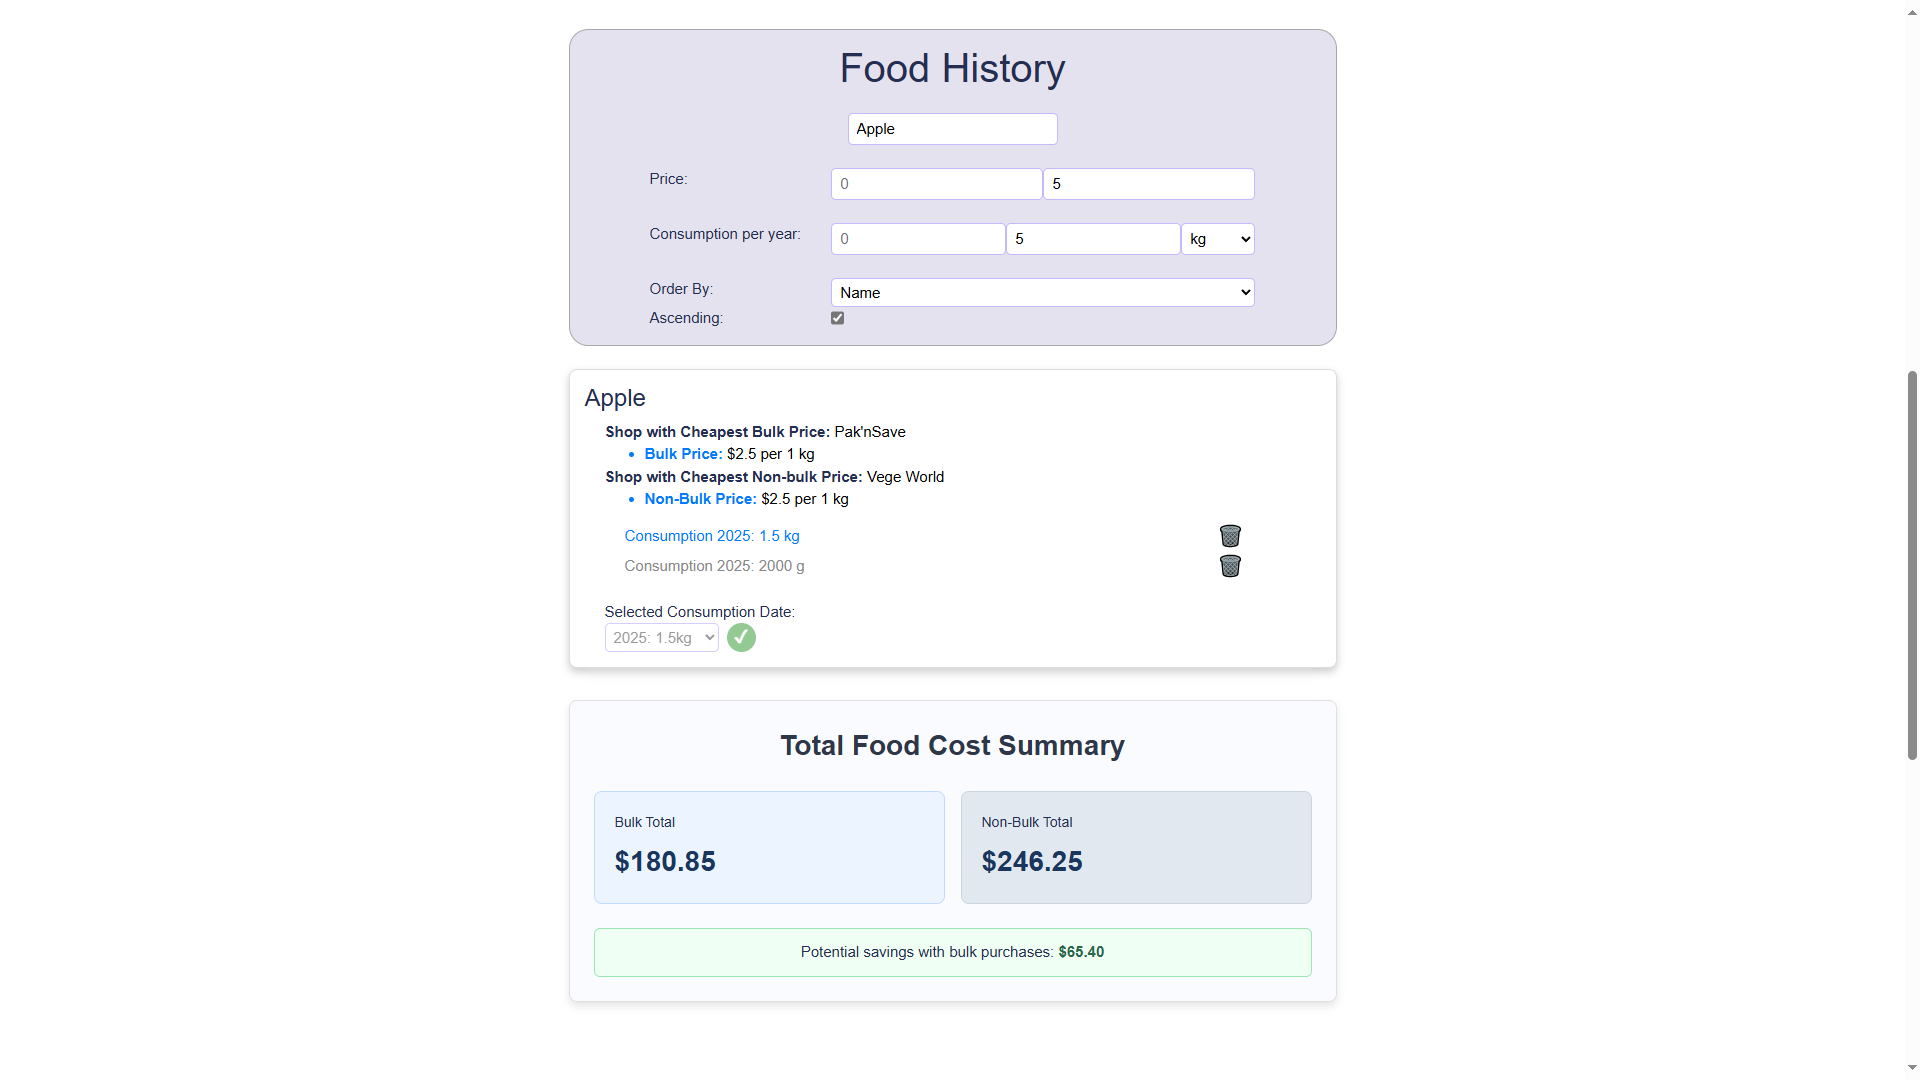 Food History
Apple
Price: 0 5
Consumption per year: 0 5 kg
Order By: Name
Ascending:
Apple
Shop with Cheapest Bulk Price: Pak'nSave
• Bulk Price: $2.5 per 1 kg
Shop with Cheapest Non-bulk Price: Vege World
• Non-Bulk Price: $2.5 per 1 kg
Consumption 2025: 1.5 kg
Consumption 2025: 2000 g
Selected Consumption Date:
2025: 1.5kg
Total Food Cost Summary
Bulk Total
$180.85
Non-Bulk Total
$246.25
Potential savings with bulk purchases: $65.40